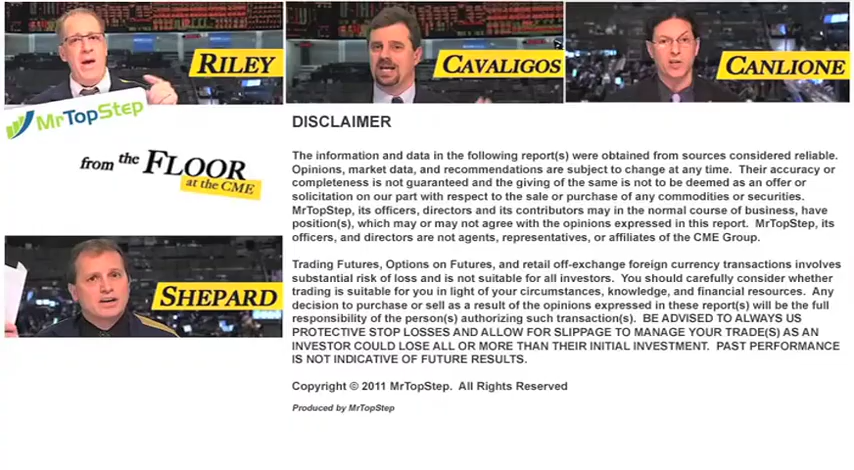 RILEY
CAVALIGOS
CANLIONE
MrTopStep
from the FLOOR
at the CME
SHEPARD
DISCLAIMER
The information and data in the following report(s) were obtained from sources considered reliable.
Opinions, market data, and recommendations are subject to change at any time. Their accuracy or
completeness is not guaranteed and the giving of the same is not to be deemed as an offer or
solicitation on our part with respect to the sale or purchase of any commodities or securities.
MrTopStep, its officers, directors and its contributors may in the normal course of business, have
position(s), which may or may not agree with the opinions expressed in this report. MrTopStep, its
officers, and directors are not agents, representatives, or affiliates of the CME Group.
Trading Futures, Options on Futures, and retail off-exchange foreign currency transactions involves
substantial risk of loss and is not suitable for all investors. You should carefully consider whether
trading is suitable for you in light of your circumstances, knowledge, and financial resources. Any
decision to purchase or sell as a result of the opinions expressed in these report(s) will be the full
responsibility of the person(s) authorizing such transaction(s). BE ADVISED TO ALWAYS US
PROTECTIVE STOP LOSSES AND ALLOW FOR SLIPPAGE TO MANAGE YOUR TRADE(S) AS AN
INVESTOR COULD LOSE ALL OR MORE THAN THEIR INITIAL INVESTMENT. PAST PERFORMANCE
IS NOT INDICATIVE OF FUTURE RESULTS.
Copyright © 2011 MrTopStep. All Rights Reserved
Produced by MrTopStep